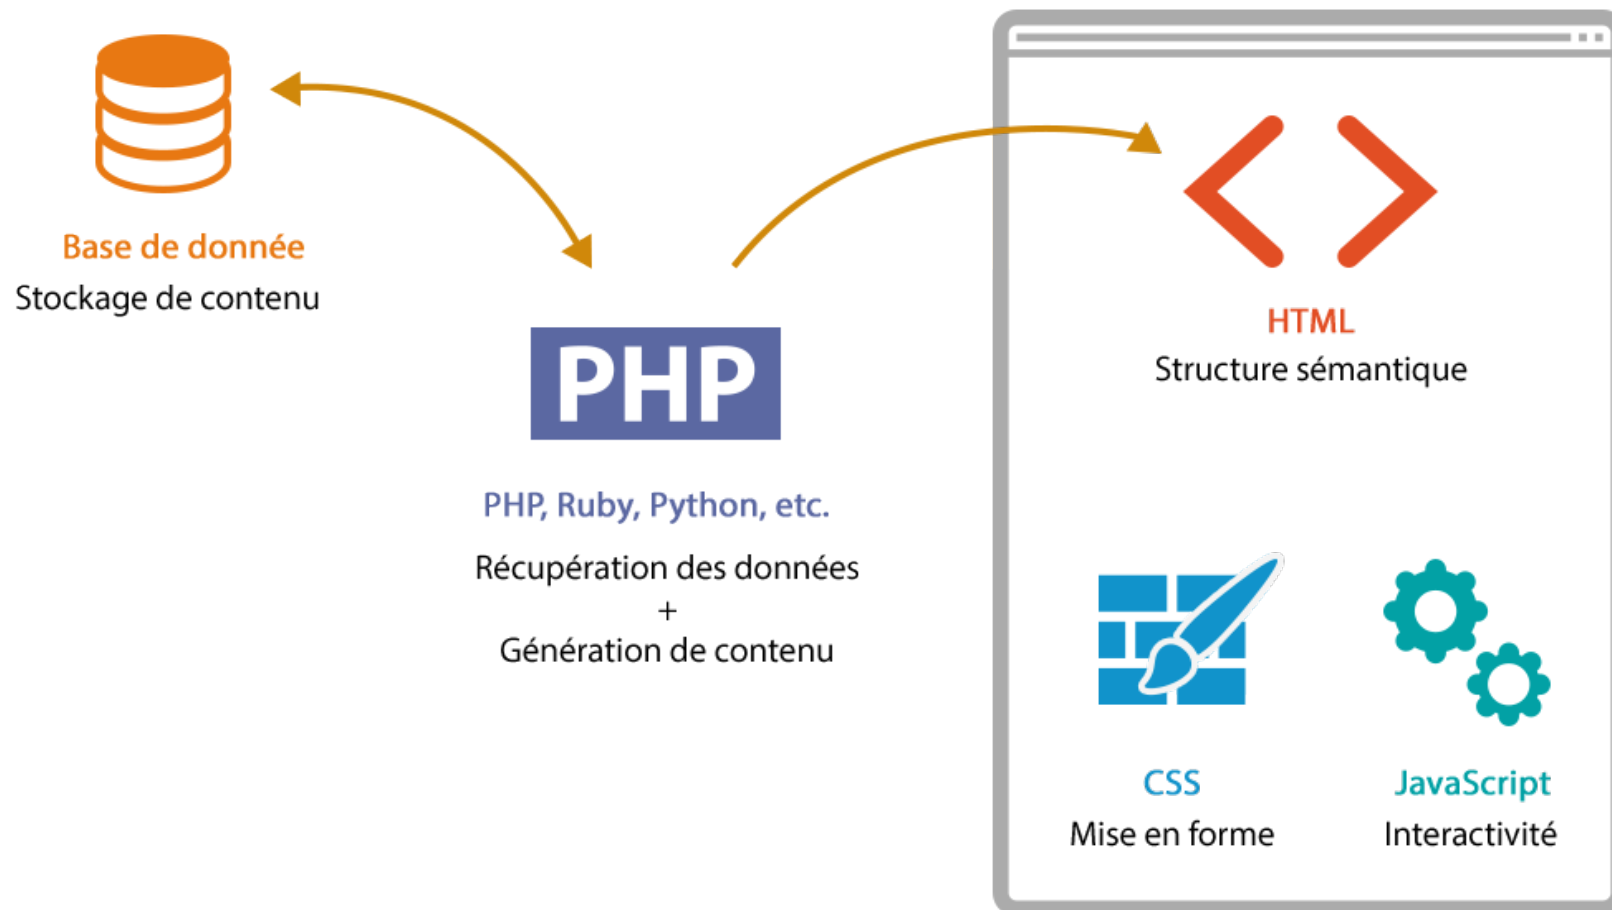 Base de donnée
Stockage de contenu
PHP
PHP, Ruby, Python, etc.
Récupération des données
+
Génération de contenu
HTML
Structure sémantique
CSS
Mise en forme
JavaScript
Interactivité